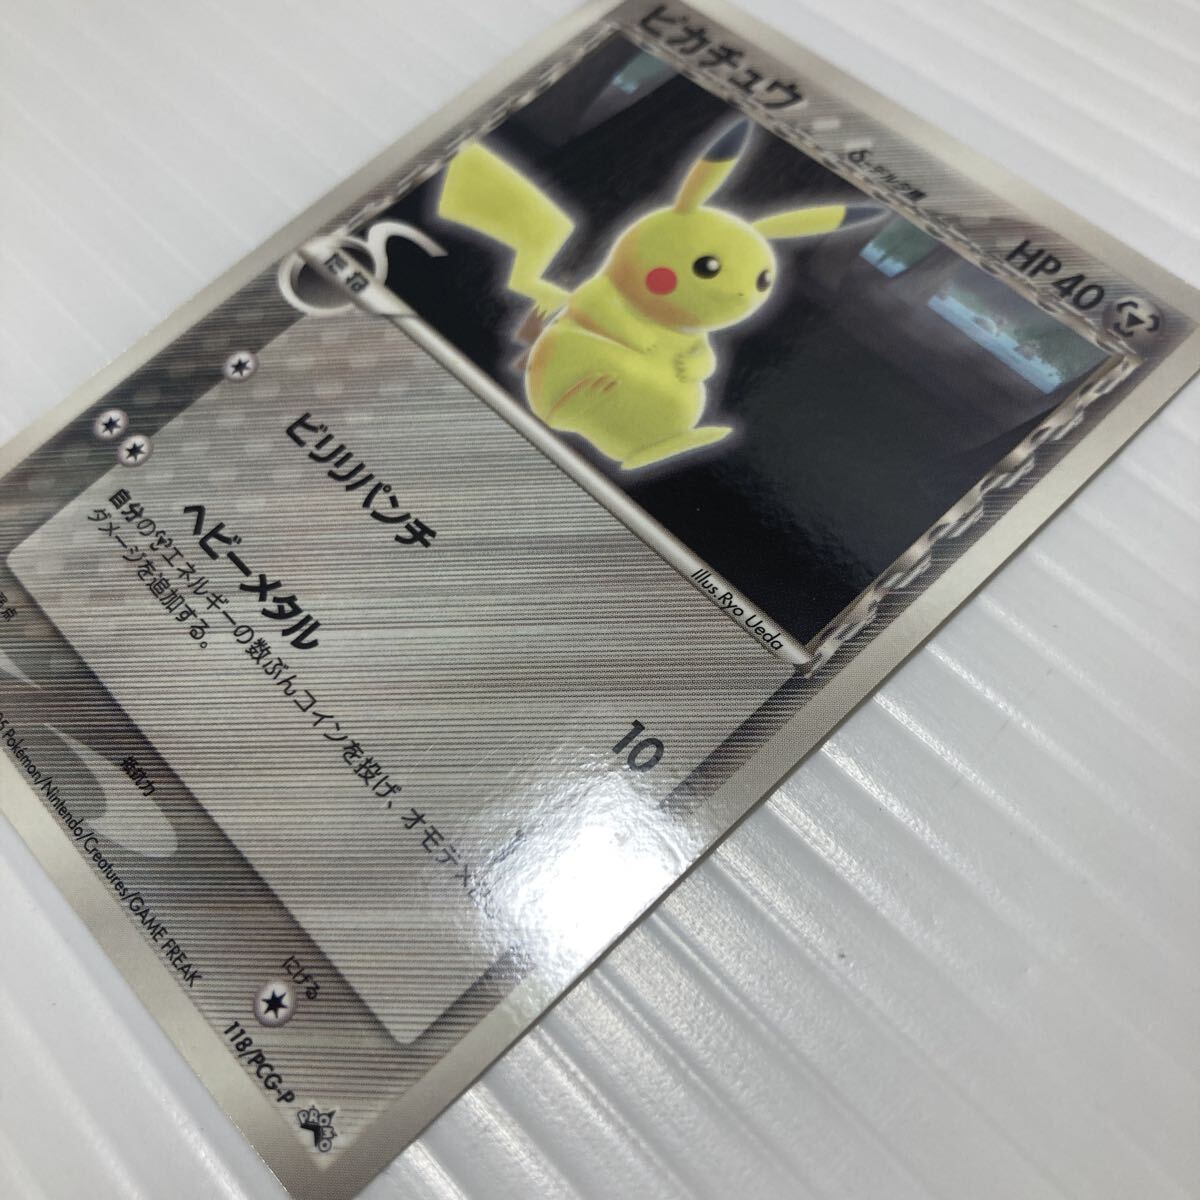 ピカチュウ
δ-デルタ種
HP40
たね
Illus.Ryo Ueda
ビリリパンチ
10
ヘビーメタル
自分のエネルギーの数ぶんコインを投げ、オモテ×
ダメージを追加する。
抵抗力
にげる
Pokémon/Nintendo/Creatures/GAME FREAK
118/PCG-P
PROMO